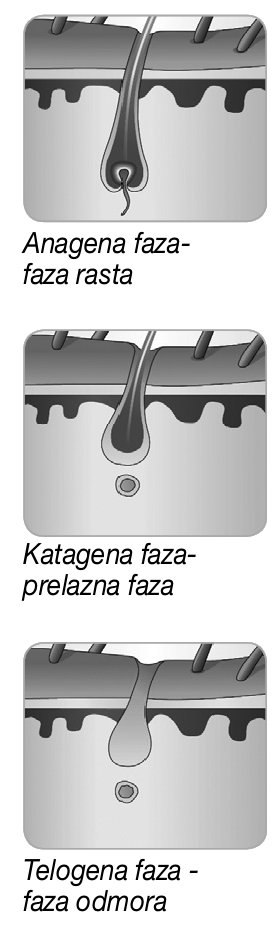 Anagena faza-
faza rasta
Katagena faza-
prelazna faza
Telogena faza -
faza odmora